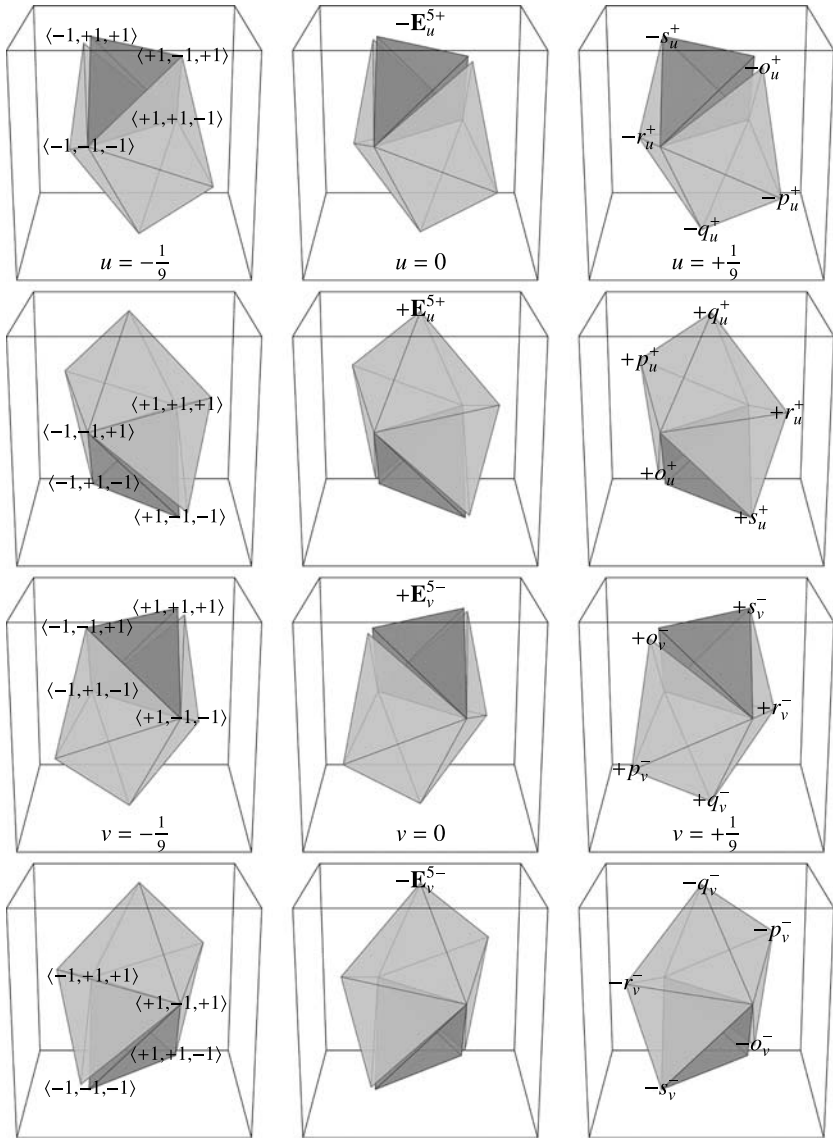 ⟨−1,+1,+1⟩
⟨+1,−1,+1⟩
⟨+1,+1,−1⟩
⟨−1,−1,−1⟩
u = −1/9
−E_u^{5+}
u = 0
−s_u^+
−o_u^+
−r_u^+
−p_u^+
−q_u^+
u = +1/9
⟨+1,+1,+1⟩
⟨−1,−1,+1⟩
⟨−1,+1,−1⟩
⟨+1,−1,−1⟩
+E_u^{5+}
+q_u^+
+p_u^+
+r_u^+
+o_u^+
+s_u^+
⟨+1,+1,+1⟩
⟨−1,−1,+1⟩
⟨−1,+1,−1⟩
⟨+1,−1,−1⟩
v = −1/9
+E_v^{5−}
v = 0
+s_v^−
+o_v^−
+r_v^−
+p_v^−
+q_v^−
v = +1/9
⟨−1,+1,+1⟩
⟨+1,−1,+1⟩
⟨+1,+1,−1⟩
⟨−1,−1,−1⟩
−E_v^{5−}
−q_v^−
−p_v^−
−r_v^−
−o_v^−
−s_v^−